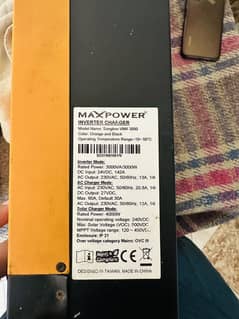 MAXPOWER
INVERTER CHARGER
Model Name: Sunglow VMIII 3000
Color: Orange and Black
Operating Temperature Range: -10~ 50°C
Inverter Mode:
Rated Power: 3000VA/3000W
DC Input: 24VDC, 142A
AC Output: 230VAC, 50/60Hz, 13A, 1Φ
AC Charger Mode:
AC Input: 230VAC, 50/60Hz, 20.8A, 1Φ
DC Output: 27VDC,
Max. 60A, Default 30A
AC Output: 230VAC, 50/60Hz, 13A, 1Φ
Solar Charger Mode:
Rated Power: 4000W
Nominal operating voltage: 240VDC
Max. Solar Voltage (VOC): 500VDC
MPPT Voltage range: 120 ~ 450VDC
Enclosure: IP 21
Over voltage category Mains: OVC III
DESIGNED IN TAIWAN, MADE IN CHINA